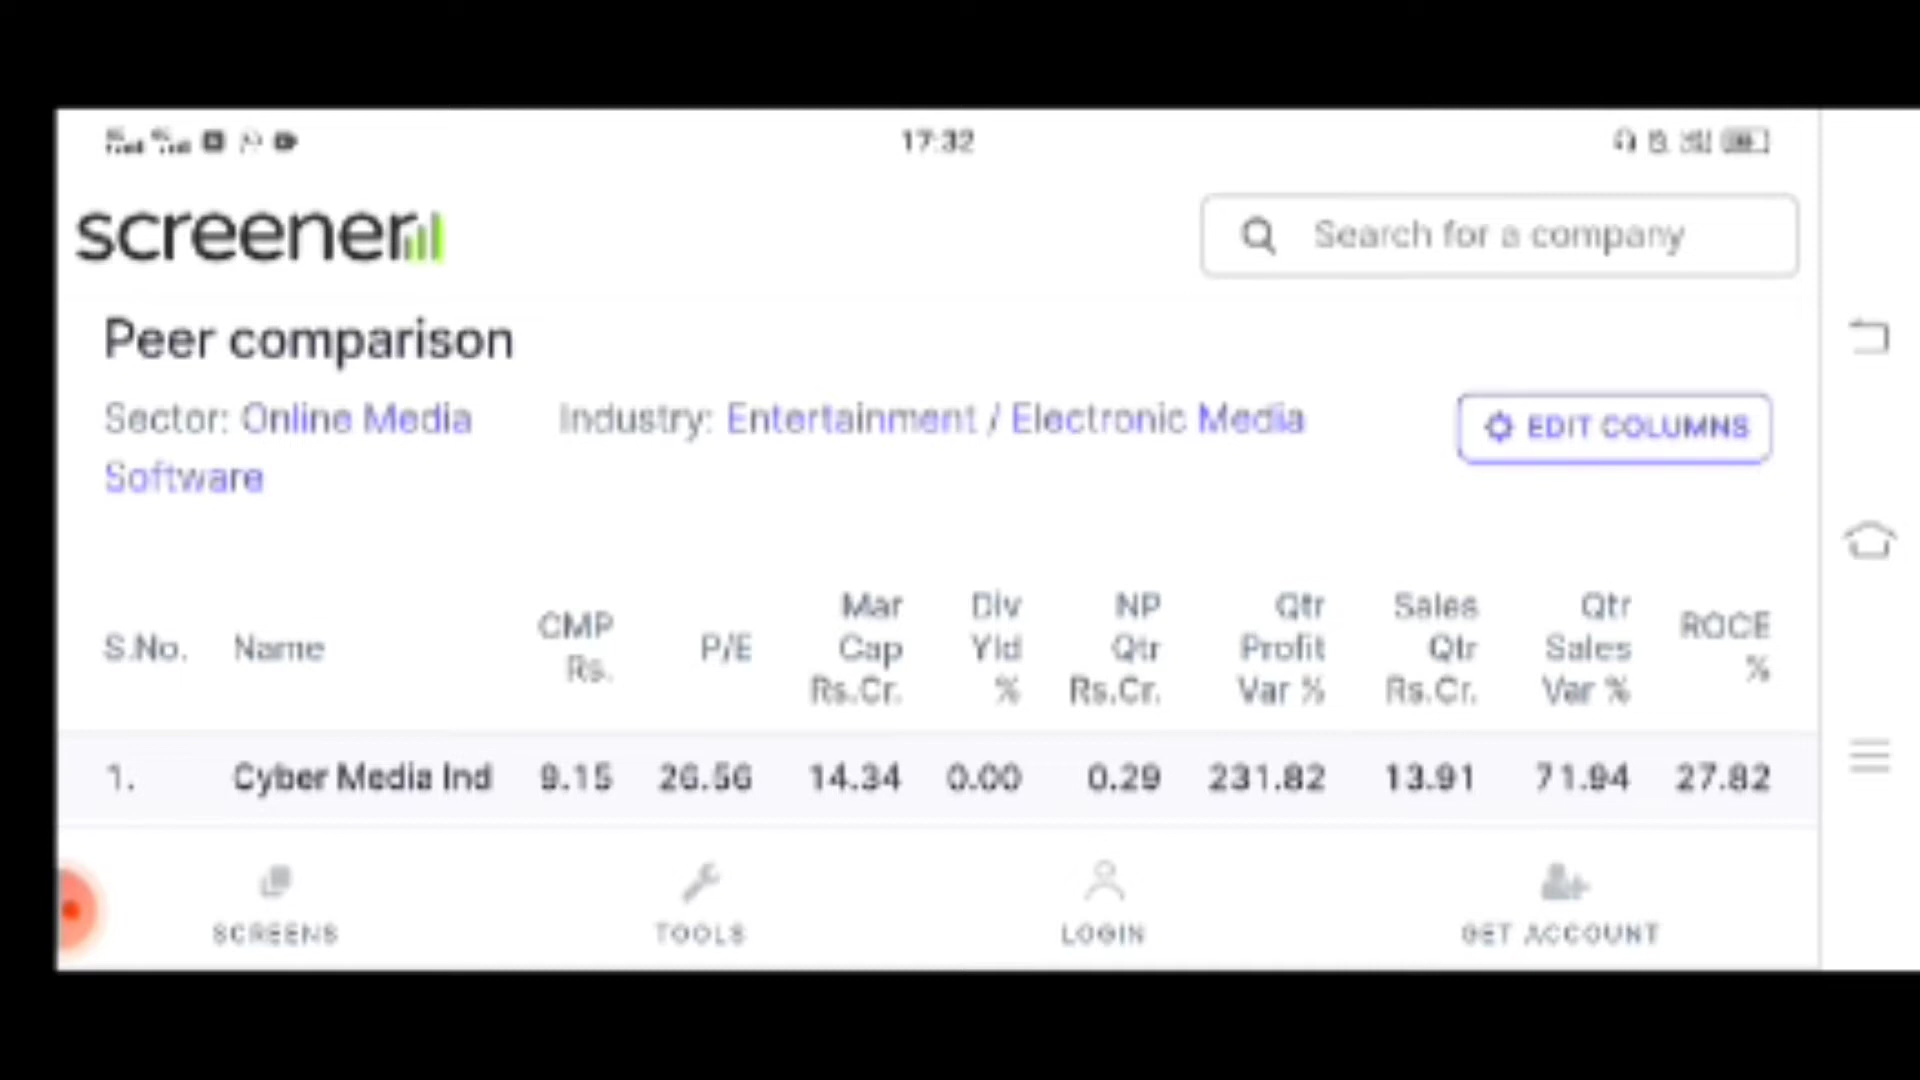 17:32
screener
Search for a company
Peer comparison
Sector: Online Media Industry: Entertainment / Electronic Media
Software
EDIT COLUMNS
S.No. Name CMP Rs. P/E Mar Cap Rs.Cr. Div Yld % NP Qtr Rs.Cr. Qtr Profit Var % Sales Qtr Rs.Cr. Qtr Sales Var % ROCE %
1. Cyber Media Ind 9.15 26.56 14.34 0.00 0.29 231.82 13.91 71.94 27.82
SCREENS TOOLS LOGIN GET ACCOUNT